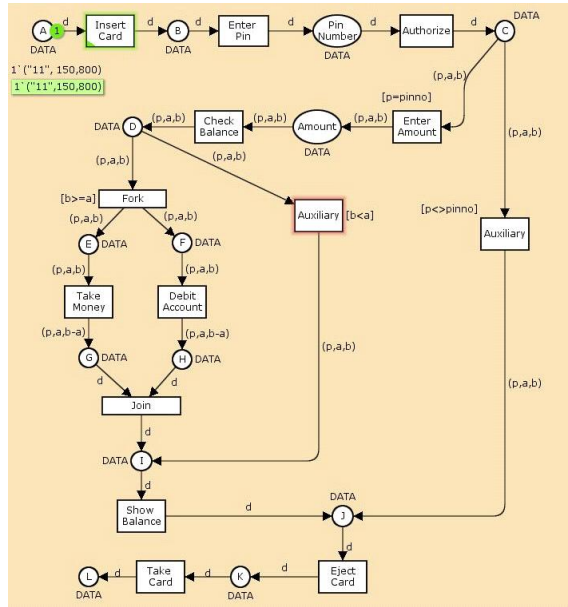 DATA
d
d
d
d
d
d
A
1
Insert
Card
B
Enter
Pin
Pin
Number
Authorize
C
DATA
DATA
DATA
1`("11", 150,800)
1`("11",150,800)
(p,a,b)
[p=pinno]
DATA
D
(p,a,b)
Check
Balance
(p,a,b)
Amount
(p,a,b)
Enter
Amount
(p,a,b)
DATA
(p,a,b)
(p,a,b)
[b>=a]
Fork
Auxiliary
[b<a]
[p<>pinno]
Auxiliary
(p,a,b)
(p,a,b)
E
DATA
F
DATA
(p,a,b)
(p,a,b)
Take
Money
Debit
Account
(p,a,b-a)
(p,a,b-a)
(p,a,b)
G
DATA
H
DATA
d
d
(p,a,b)
Join
d
DATA
I
d
Show
Balance
d
DATA
J
d
L
d
Take
Card
d
K
d
Eject
Card
DATA
DATA